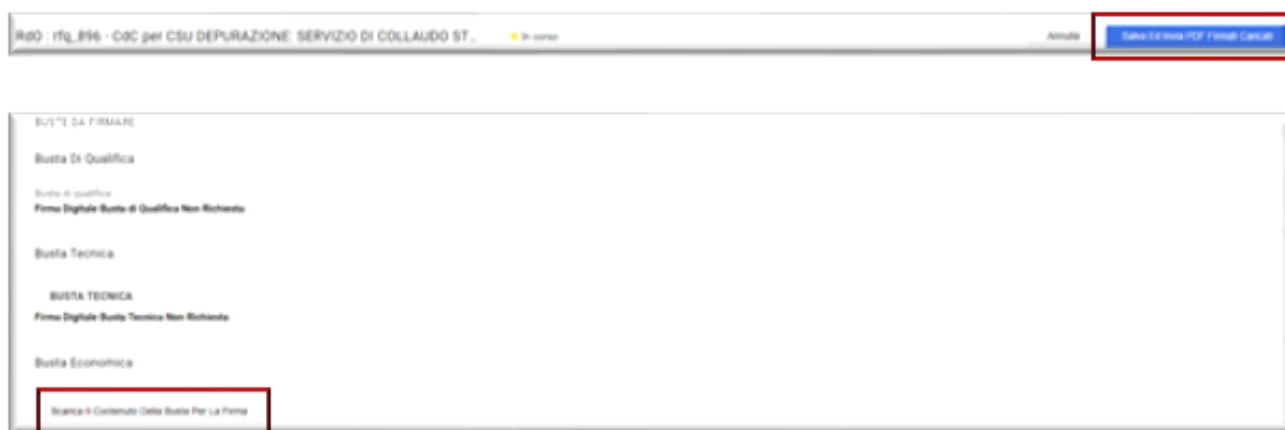 RdO : rfq_896 - CdC per CSU DEPURAZIONE: SERVIZIO DI COLLAUDO ST...
In corso
Annulla
Salva Ed Invia PDF Firmati Caricati
BUSTE DA FIRMARE
Busta Di Qualifica
Busta di qualifica
Firma Digitale Busta di Qualifica Non Richiesta
Busta Tecnica
BUSTA TECNICA
Firma Digitale Busta Tecnica Non Richiesta
Busta Economica
Scarica Il Contenuto Della Busta Per La Firma